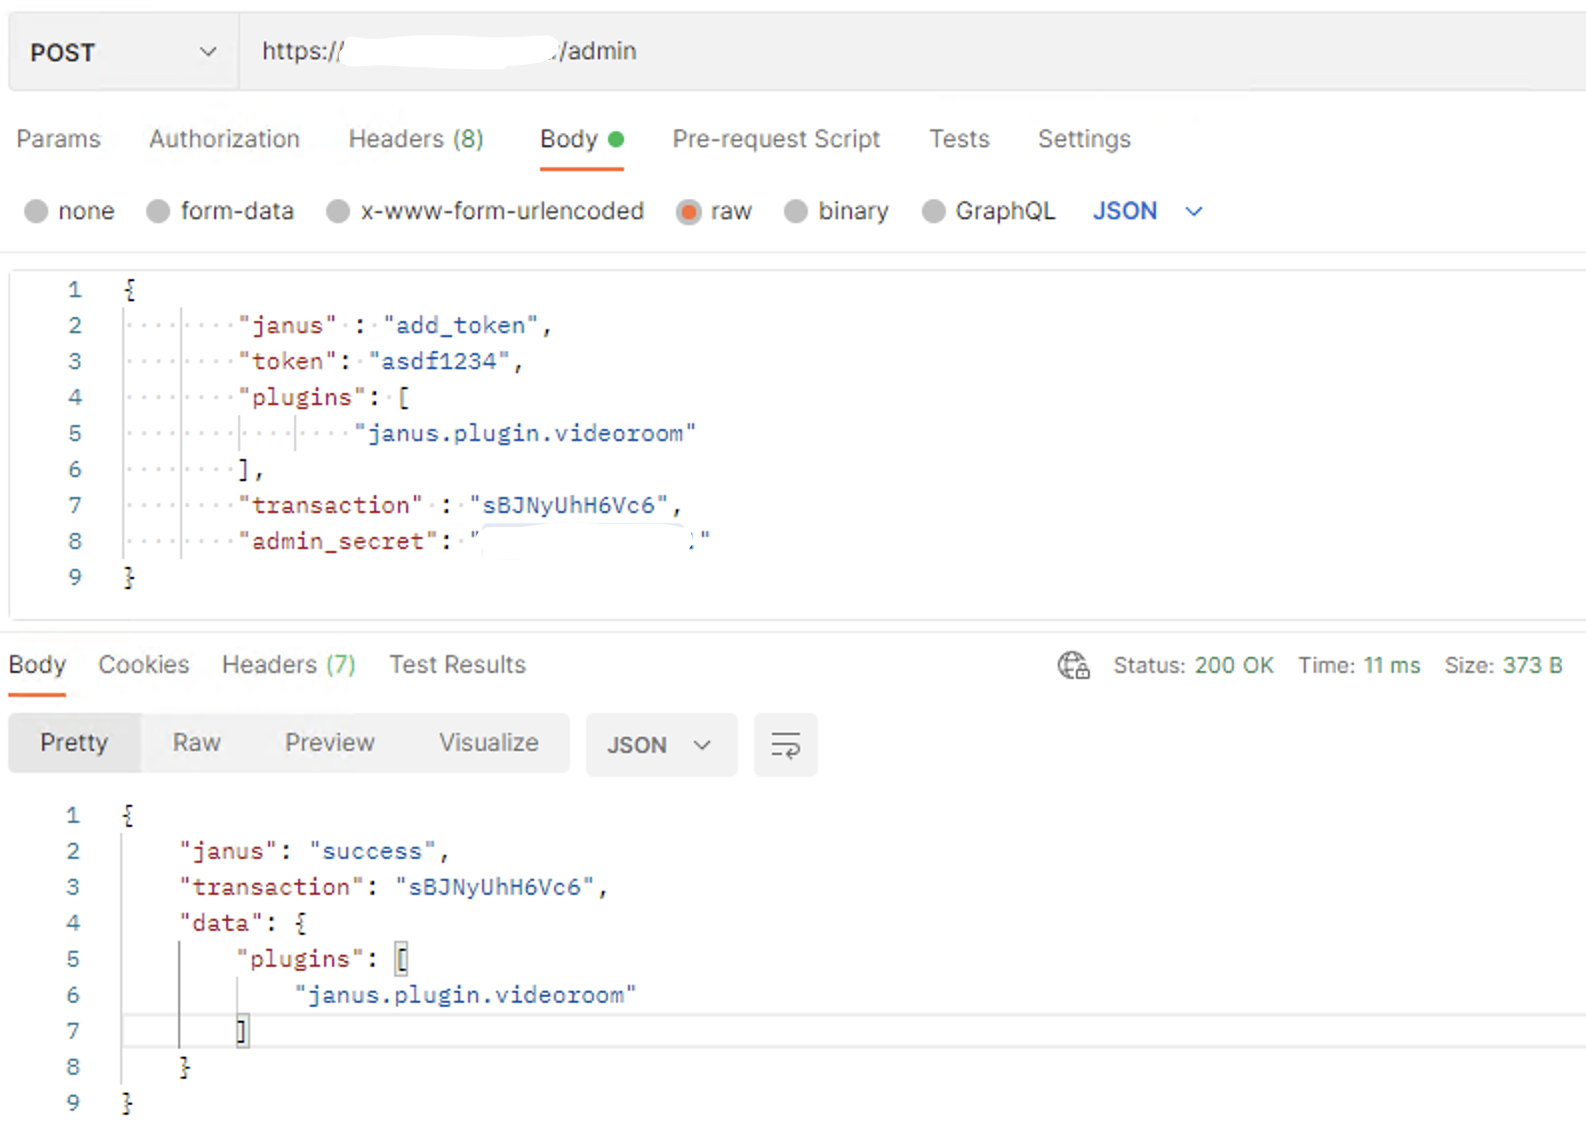 POST https:// /admin
Params Authorization Headers (8) Body Pre-request Script Tests Settings
none form-data x-www-form-urlencoded raw binary GraphQL JSON
1 {
2 "janus" : "add_token",
3 "token": "asdf1234",
4 "plugins": [
5 "janus.plugin.videoroom"
6 ],
7 "transaction" : "sBJNyUhH6Vc6",
8 "admin_secret": " "
9 }
Body Cookies Headers (7) Test Results Status: 200 OK Time: 11 ms Size: 373 B
Pretty Raw Preview Visualize JSON
1 {
2 "janus": "success",
3 "transaction": "sBJNyUhH6Vc6",
4 "data": {
5 "plugins": [
6 "janus.plugin.videoroom"
7 ]
8 }
9 }